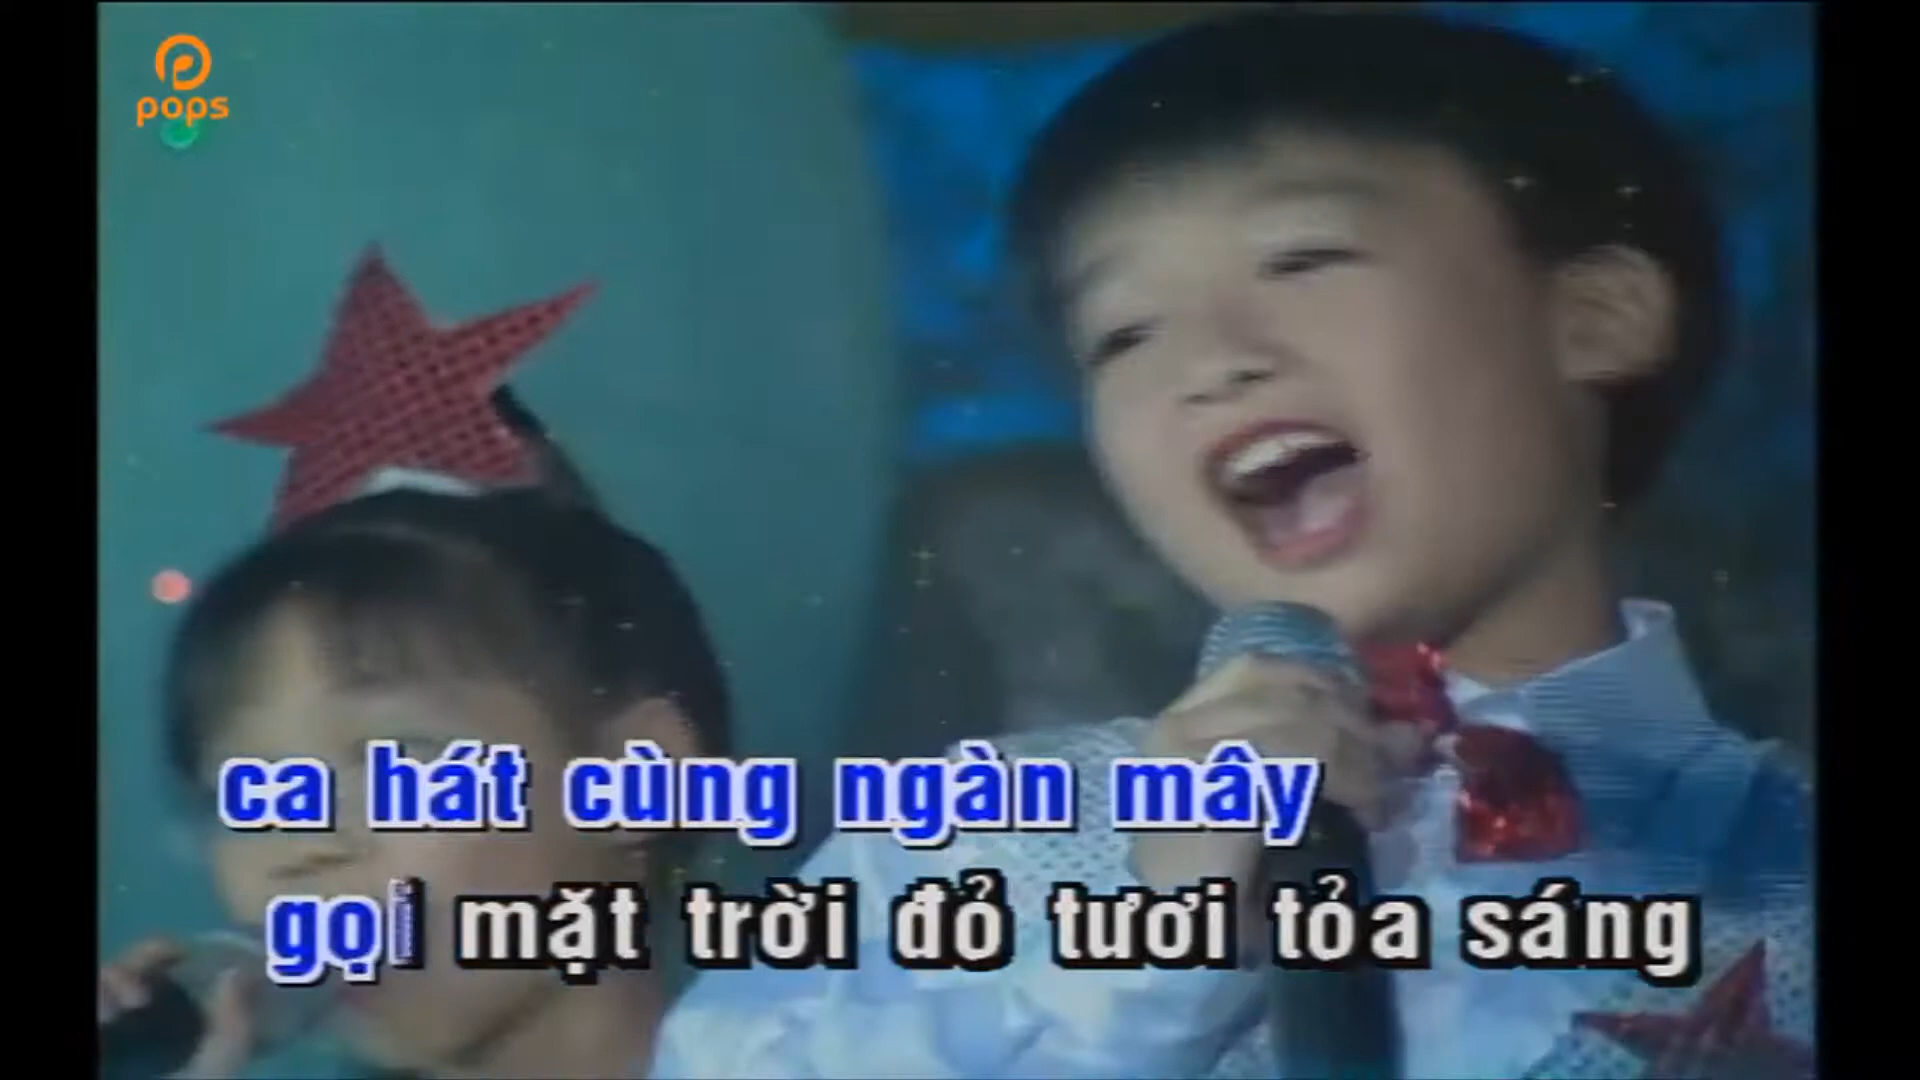 pops
ca hát cùng ngàn mây
gọi mặt trời đỏ tươi tỏa sáng